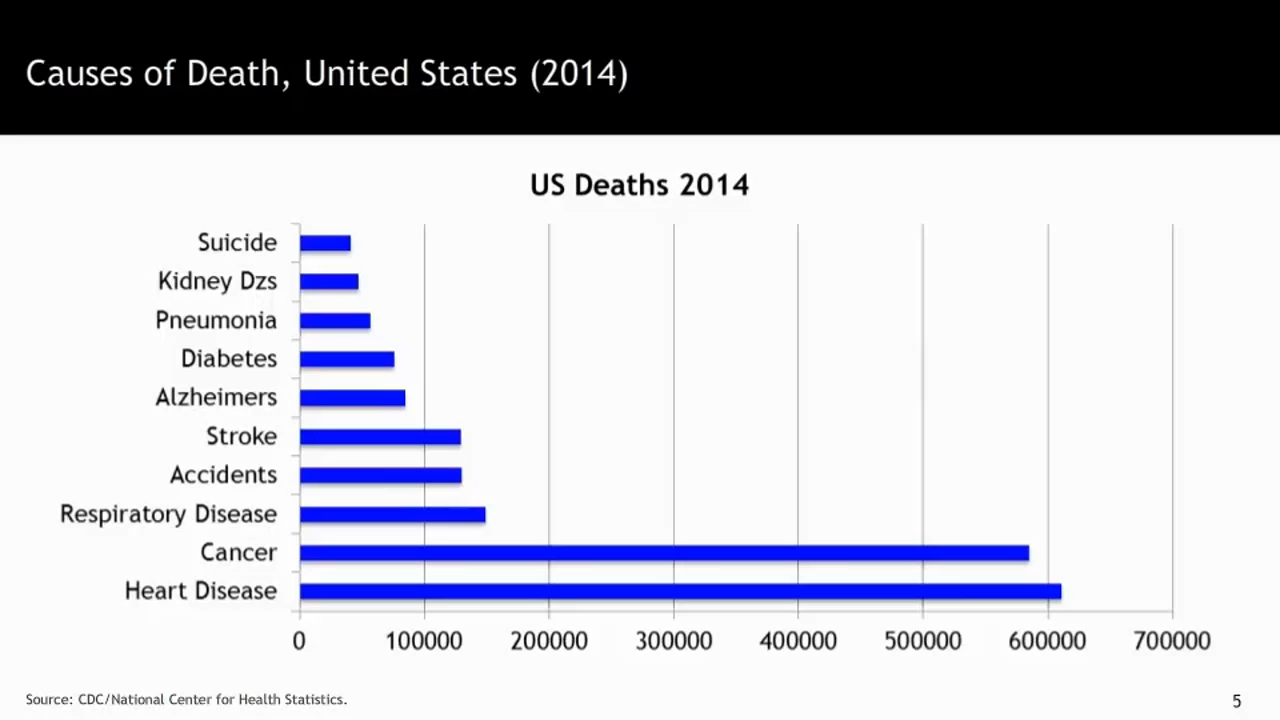 Causes of Death, United States (2014)
US Deaths 2014
Suicide
Kidney Dzs
Pneumonia
Diabetes
Alzheimers
Stroke
Accidents
Respiratory Disease
Cancer
Heart Disease
0 100000 200000 300000 400000 500000 600000 700000
Source: CDC/National Center for Health Statistics.
5